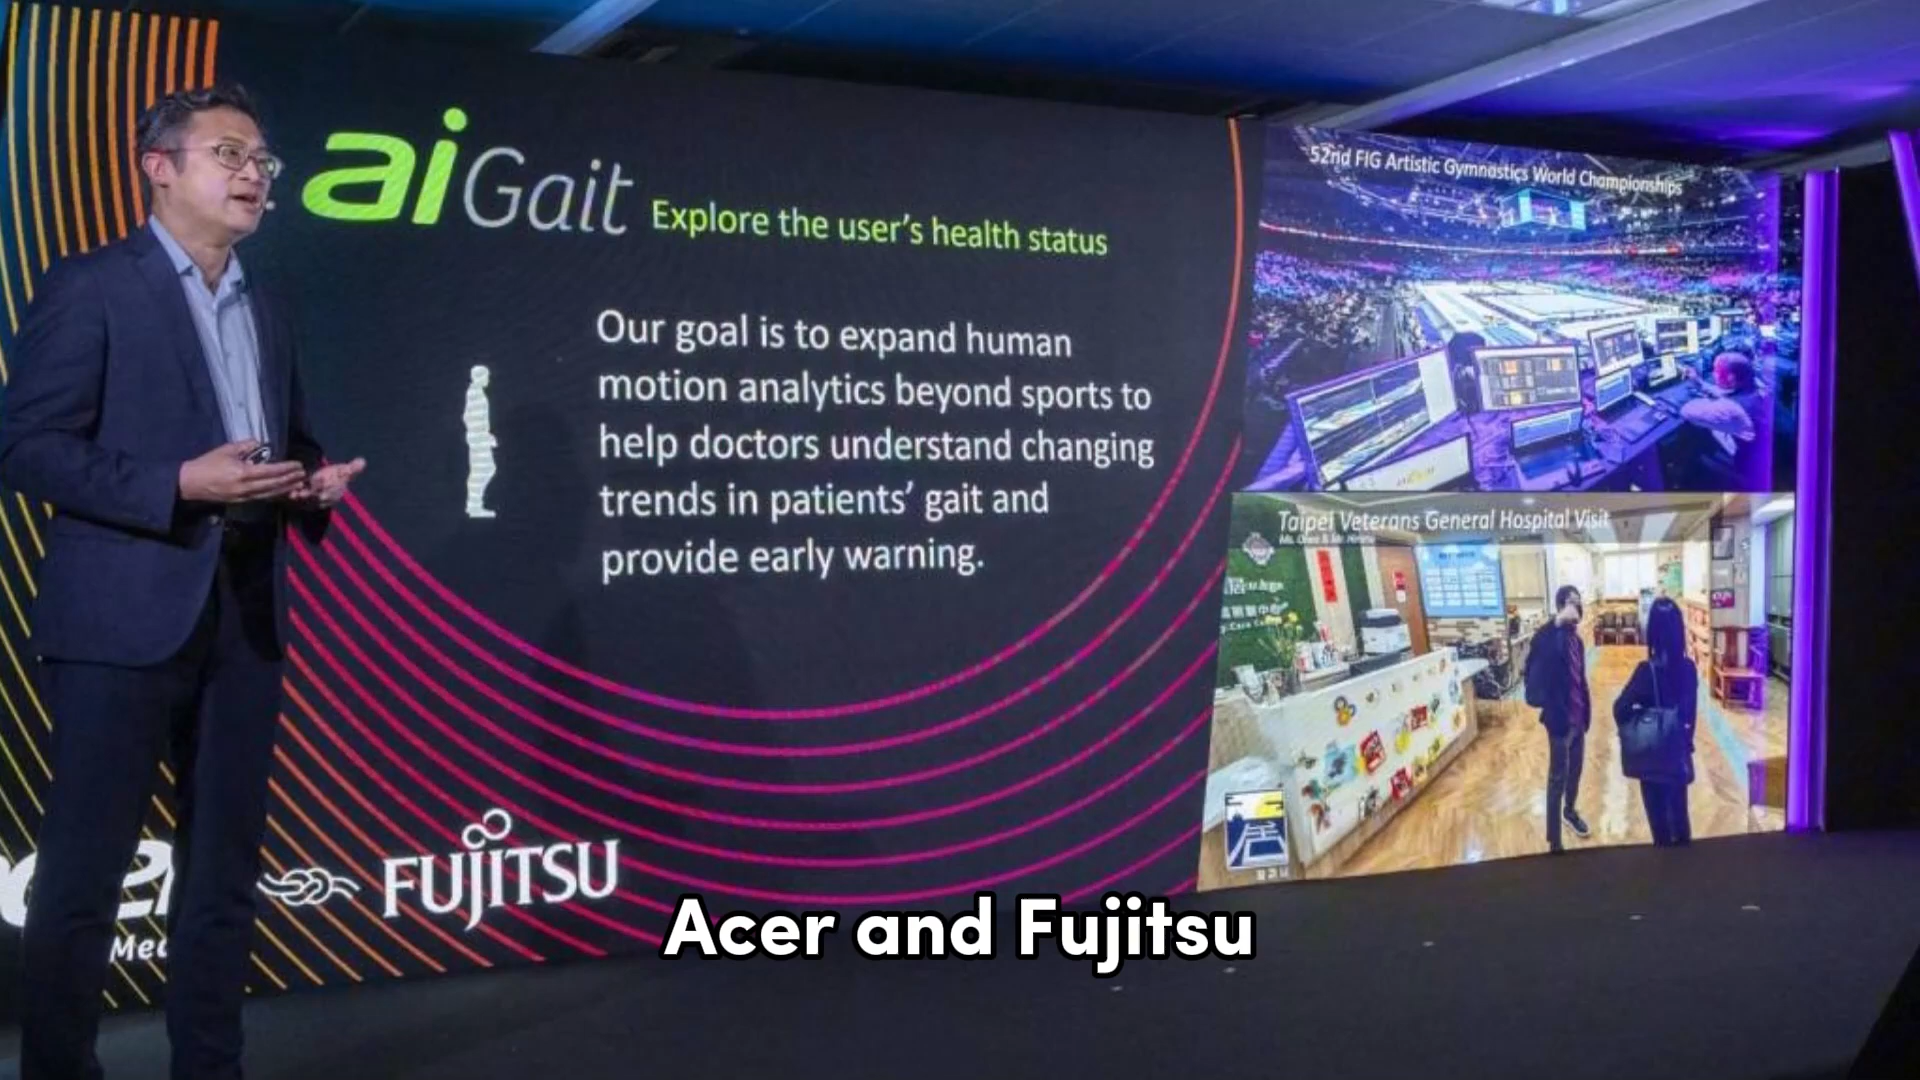 aiGait Explore the user's health status
Our goal is to expand human
motion analytics beyond sports to
help doctors understand changing
trends in patients' gait and
provide early warning.
52nd FIG Artistic Gymnastics World Championships
Taipei Veterans General Hospital Visit
FUJITSU
Acer and Fujitsu